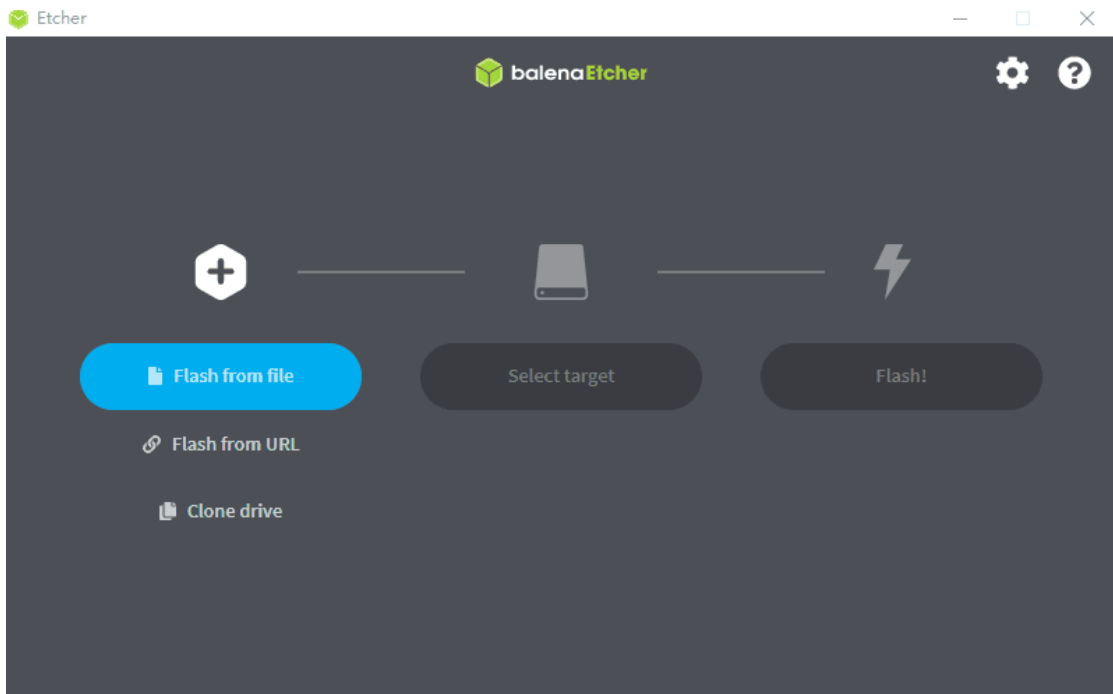 Etcher
balenaEtcher
Flash from file
Select target
Flash!
Flash from URL
Clone drive